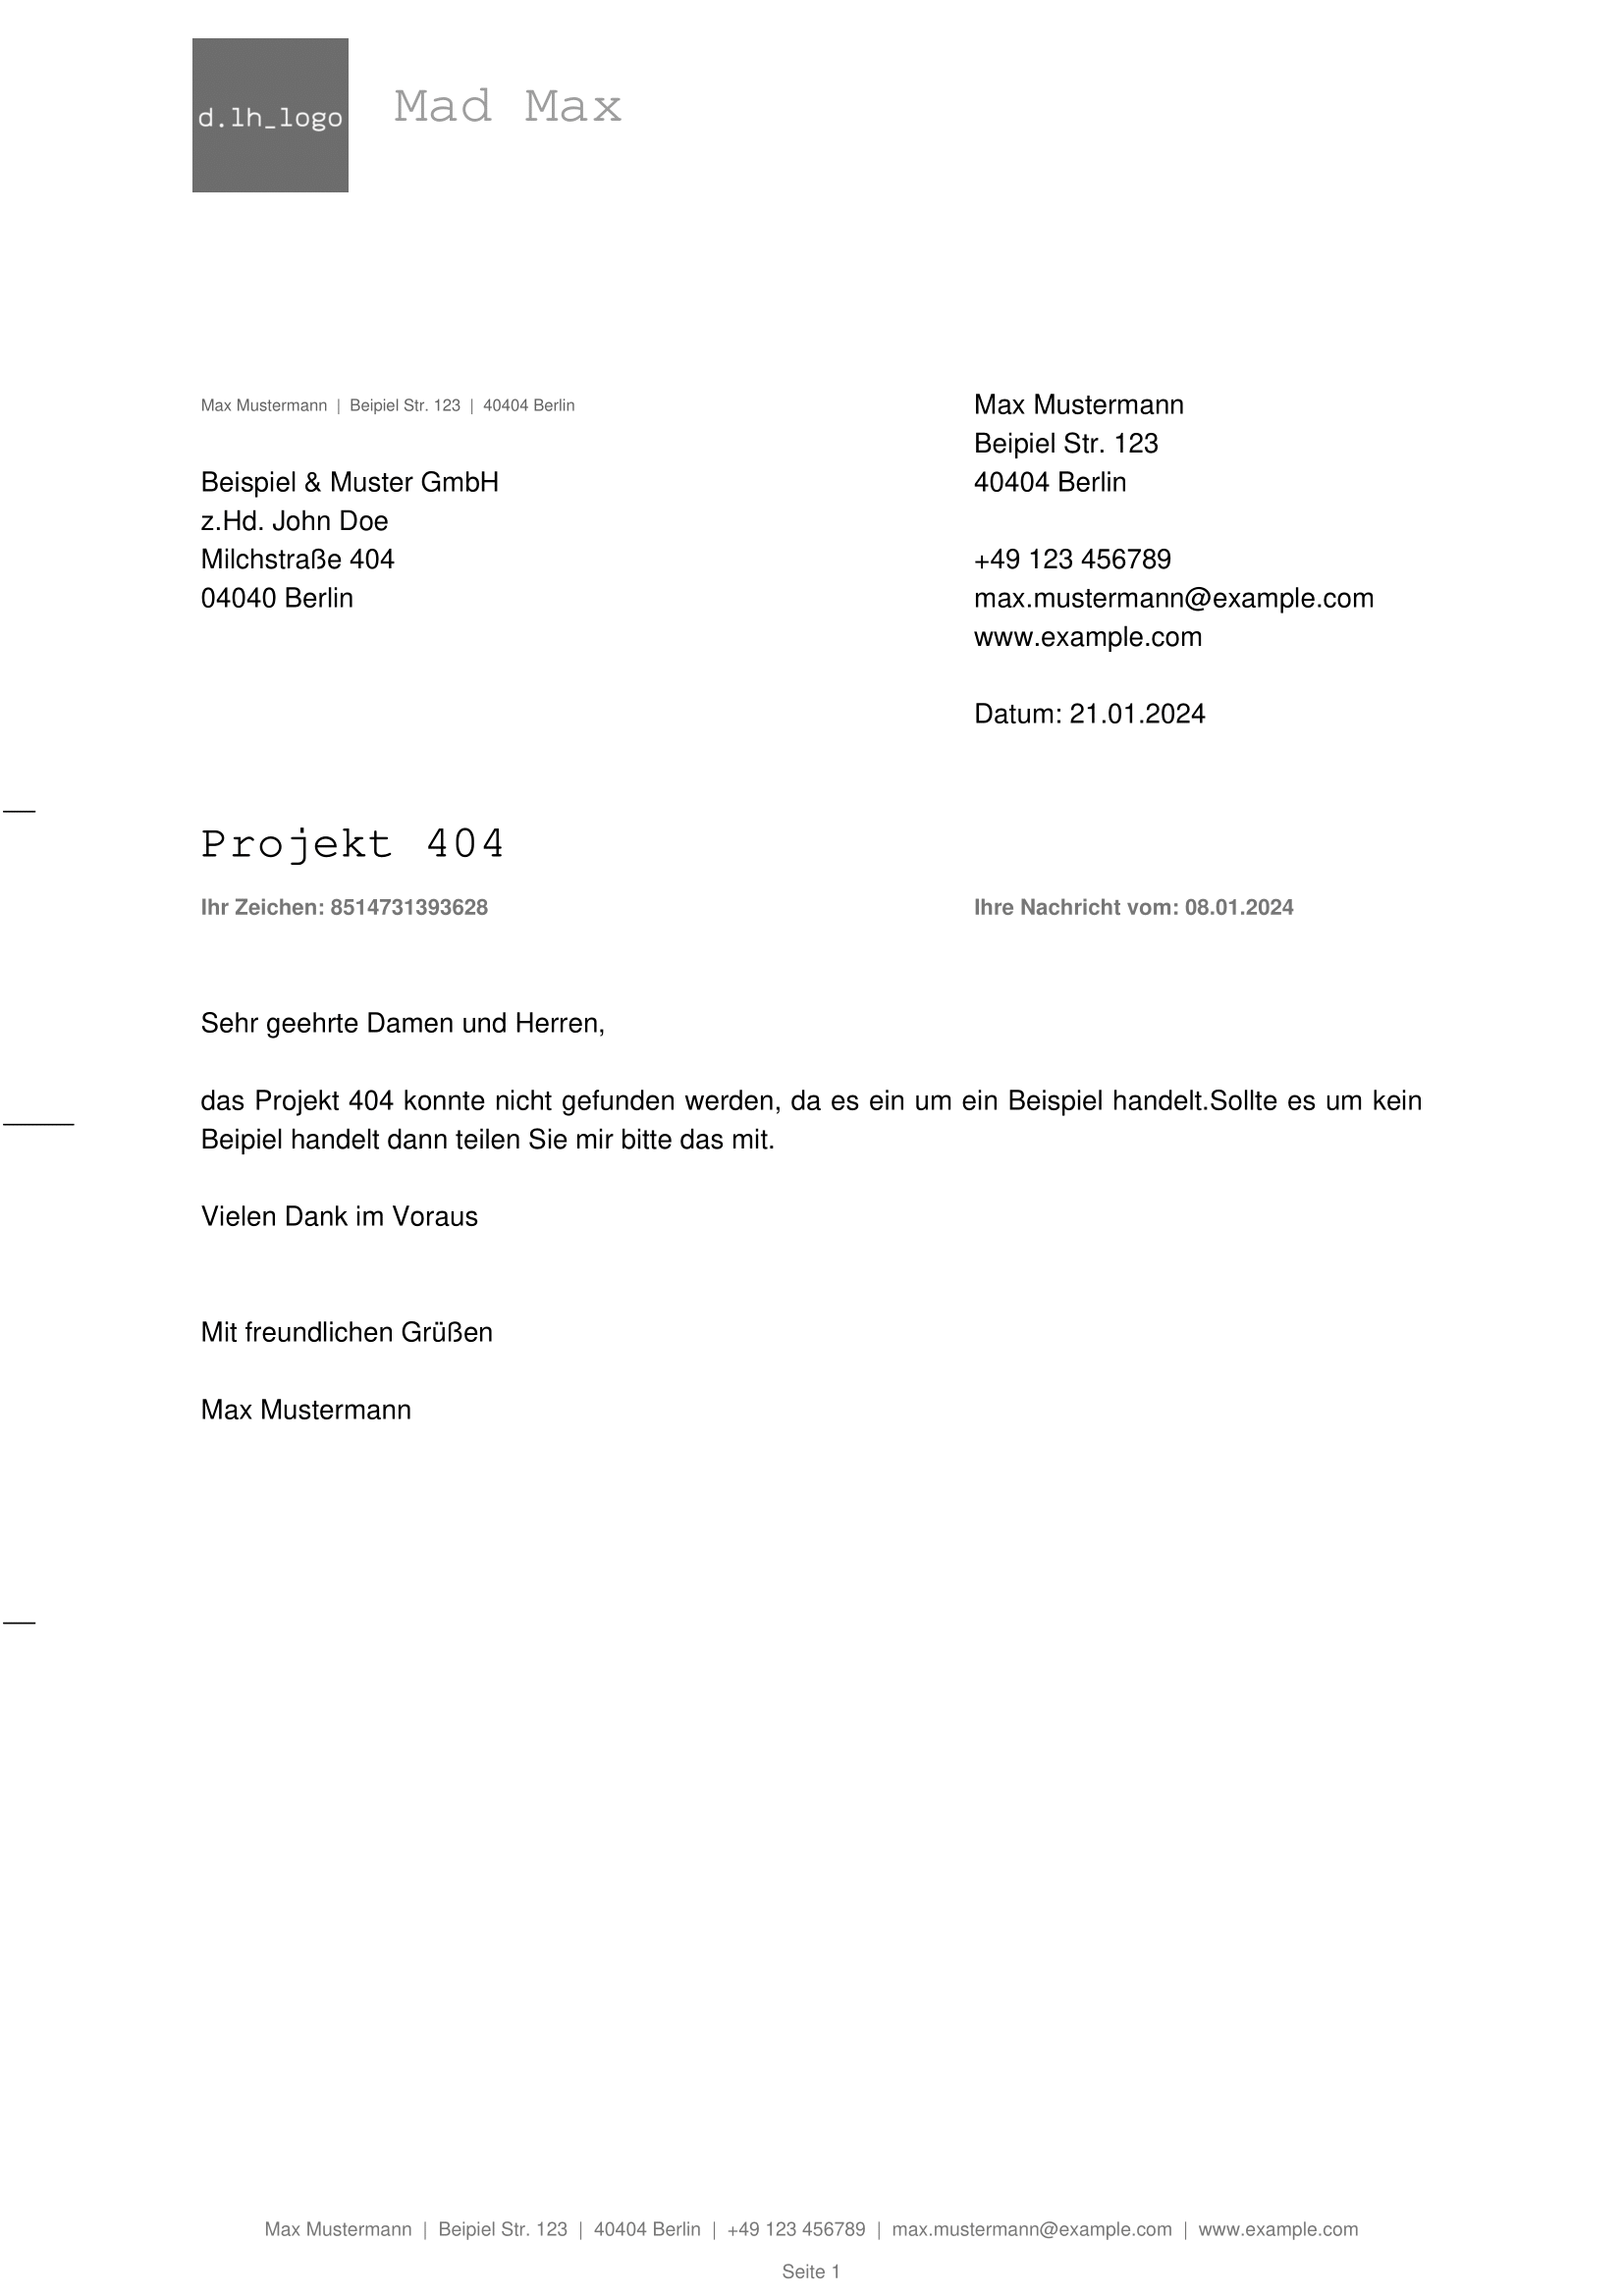 d.lh_logo
Mad Max
Max Mustermann | Beipiel Str. 123 | 40404 Berlin
Beispiel & Muster GmbH
z.Hd. John Doe
Milchstraße 404
04040 Berlin
Max Mustermann
Beipiel Str. 123
40404 Berlin
+49 123 456789
max.mustermann@example.com
www.example.com
Datum: 21.01.2024
Projekt 404
Ihr Zeichen: 8514731393628
Ihre Nachricht vom: 08.01.2024
Sehr geehrte Damen und Herren,
das Projekt 404 konnte nicht gefunden werden, da es ein um ein Beispiel handelt.Sollte es um kein
Beipiel handelt dann teilen Sie mir bitte das mit.
Vielen Dank im Voraus
Mit freundlichen Grüßen
Max Mustermann
Max Mustermann | Beipiel Str. 123 | 40404 Berlin | +49 123 456789 | max.mustermann@example.com | www.example.com
Seite 1